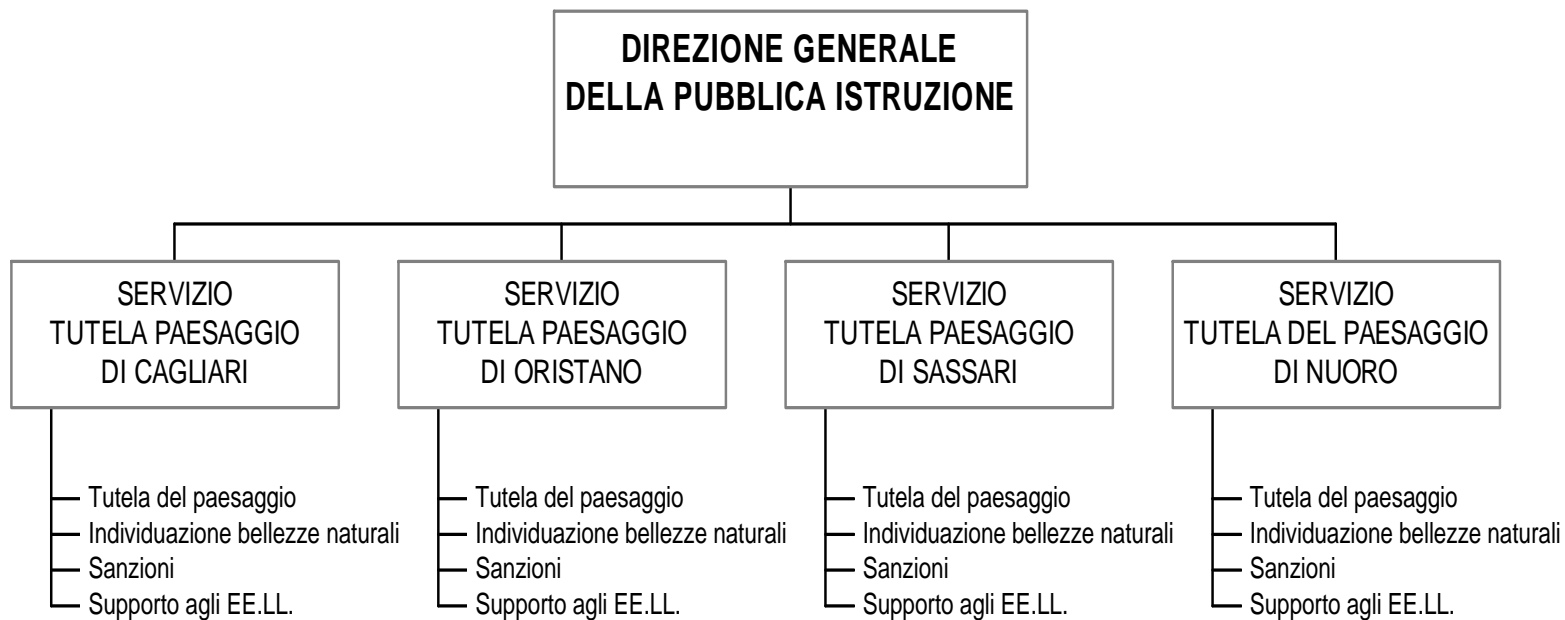 DIREZIONE GENERALE
DELLA PUBBLICA ISTRUZIONE
SERVIZIO
TUTELA PAESAGGIO
DI CAGLIARI
Tutela del paesaggio
Individuazione bellezze naturali
Sanzioni
Supporto agli EE.LL.
SERVIZIO
TUTELA PAESAGGIO
DI ORISTANO
Tutela del paesaggio
Individuazione bellezze naturali
Sanzioni
Supporto agli EE.LL.
SERVIZIO
TUTELA PAESAGGIO
DI SASSARI
Tutela del paesaggio
Individuazione bellezze naturali
Sanzioni
Supporto agli EE.LL.
SERVIZIO
TUTELA DEL PAESAGGIO
DI NUORO
Tutela del paesaggio
Individuazione bellezze naturali
Sanzioni
Supporto agli EE.LL.